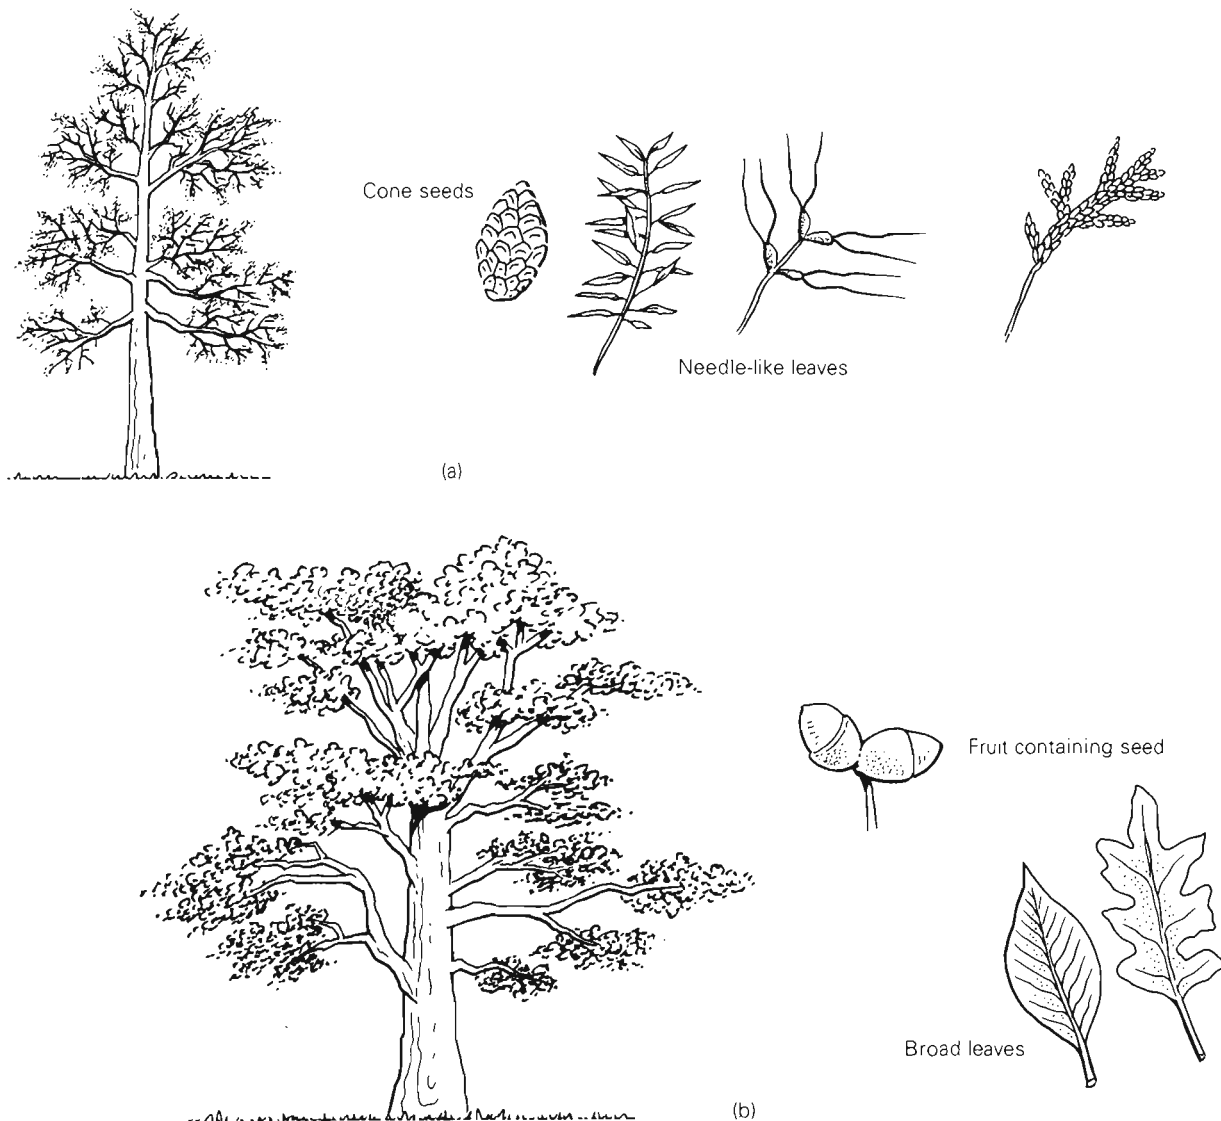 Cone seeds
Needle-like leaves
(a)
Fruit containing seed
Broad leaves
(b)